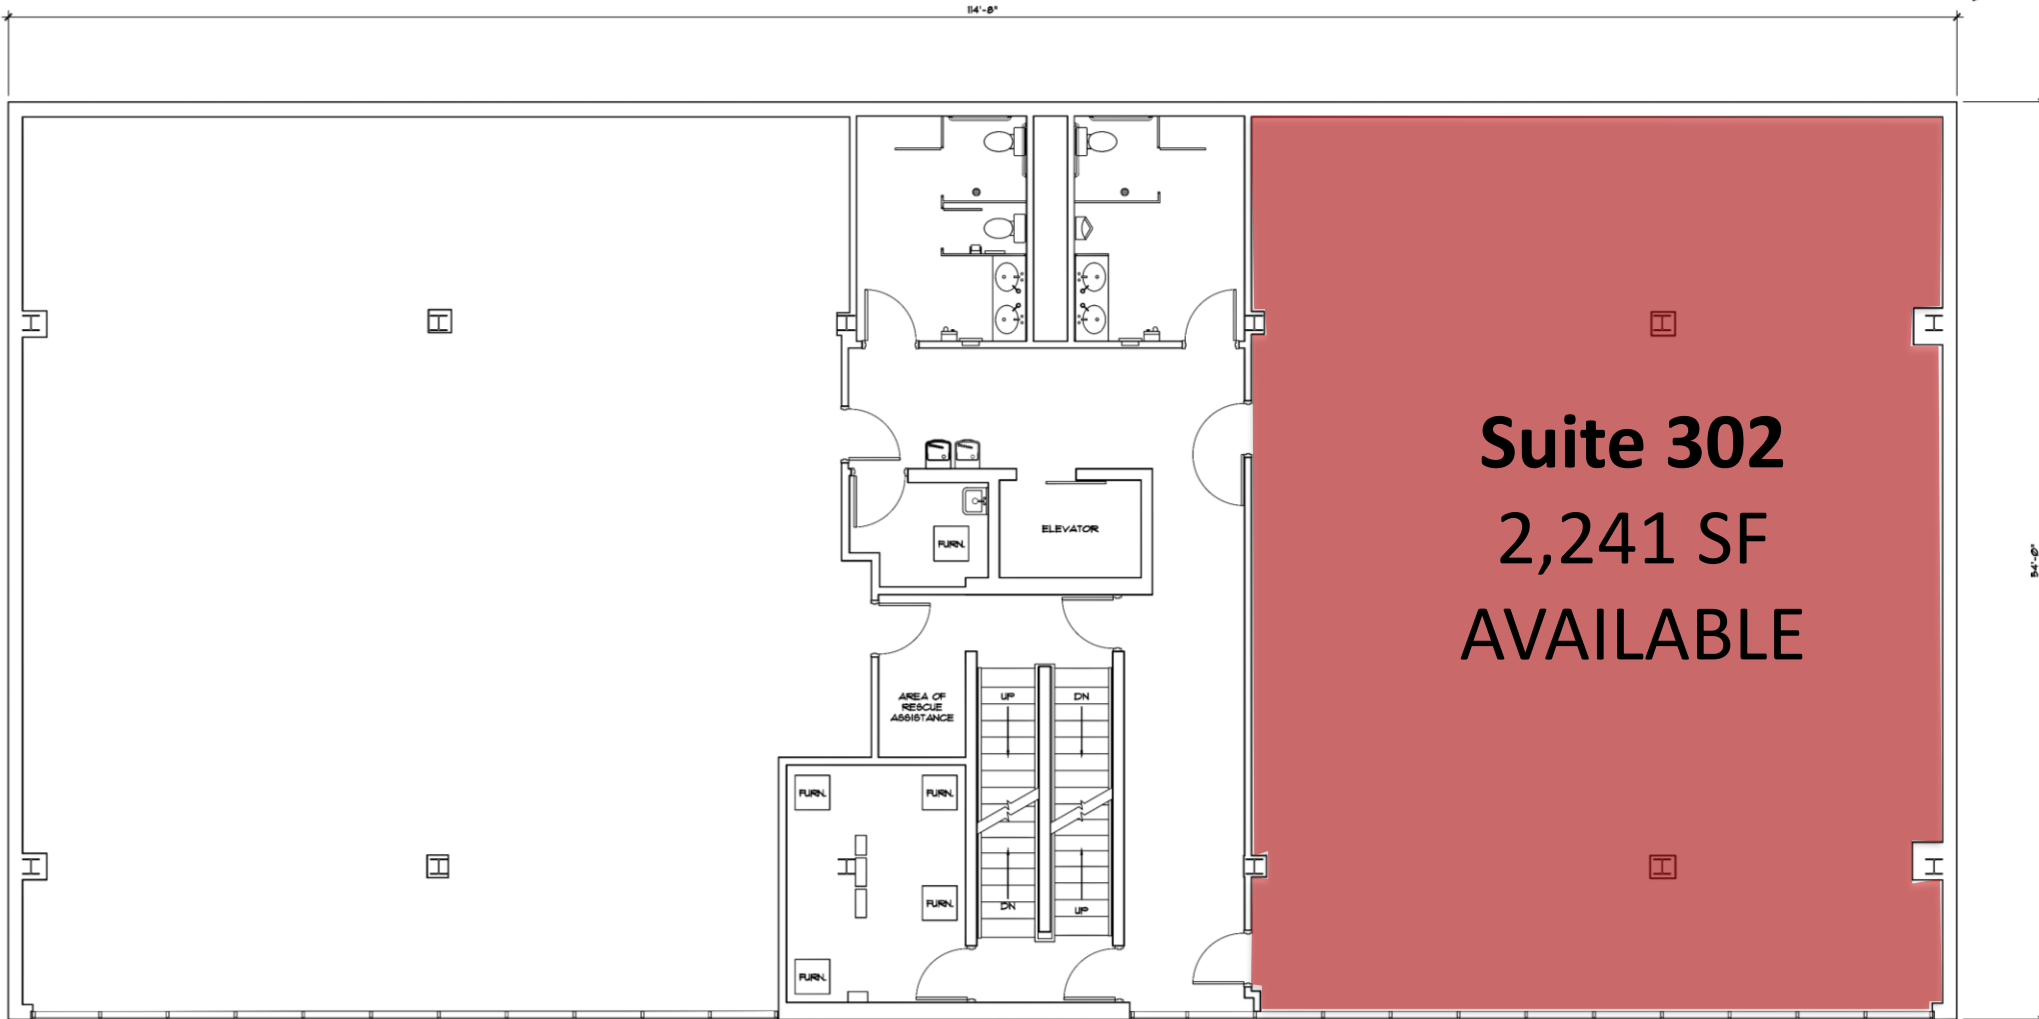 114'-8"
Suite 302
2,241 SF
AVAILABLE
54'-0"
ELEVATOR
FURN.
AREA OF
RESCUE
ASSISTANCE
UP
DN
FURN.
FURN.
FURN.
DN
UP
FURN.